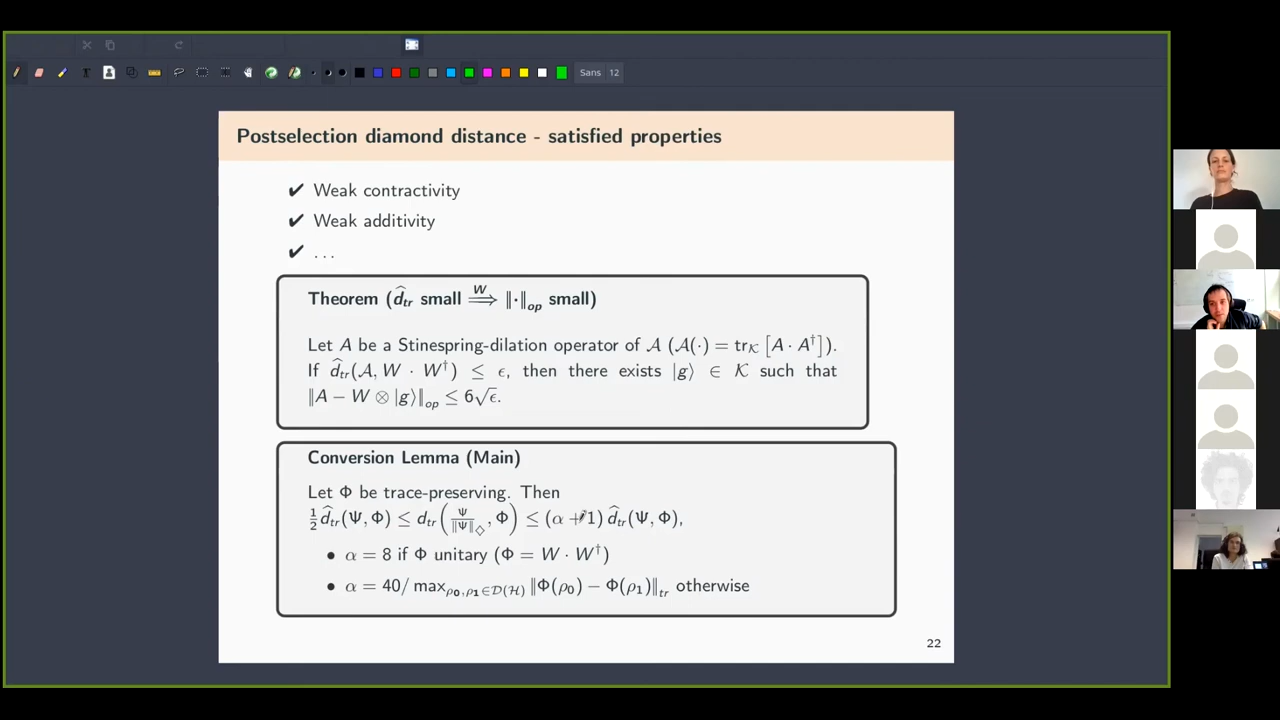 Sans 12
Postselection diamond distance - satisfied properties
✔ Weak contractivity
✔ Weak additivity
✔ ...
Theorem (d̂_tr small ⟹^W ‖·‖_op small)
Let A be a Stinespring-dilation operator of 𝒜 (𝒜(·) = tr_𝒦 [A · A†]).
If d̂_tr(𝒜, W · W†) ≤ ϵ, then there exists |g⟩ ∈ 𝒦 such that
‖A − W ⊗ |g⟩‖_op ≤ 6√ϵ.
Conversion Lemma (Main)
Let Φ be trace-preserving. Then
½ d̂_tr(Ψ, Φ) ≤ d_tr(Ψ/‖Ψ‖_◇, Φ) ≤ (α + 1) d̂_tr(Ψ, Φ),
• α = 8 if Φ unitary (Φ = W · W†)
• α = 40/ max_{ρ₀,ρ₁∈𝒟(ℋ)} ‖Φ(ρ₀) − Φ(ρ₁)‖_tr otherwise
22